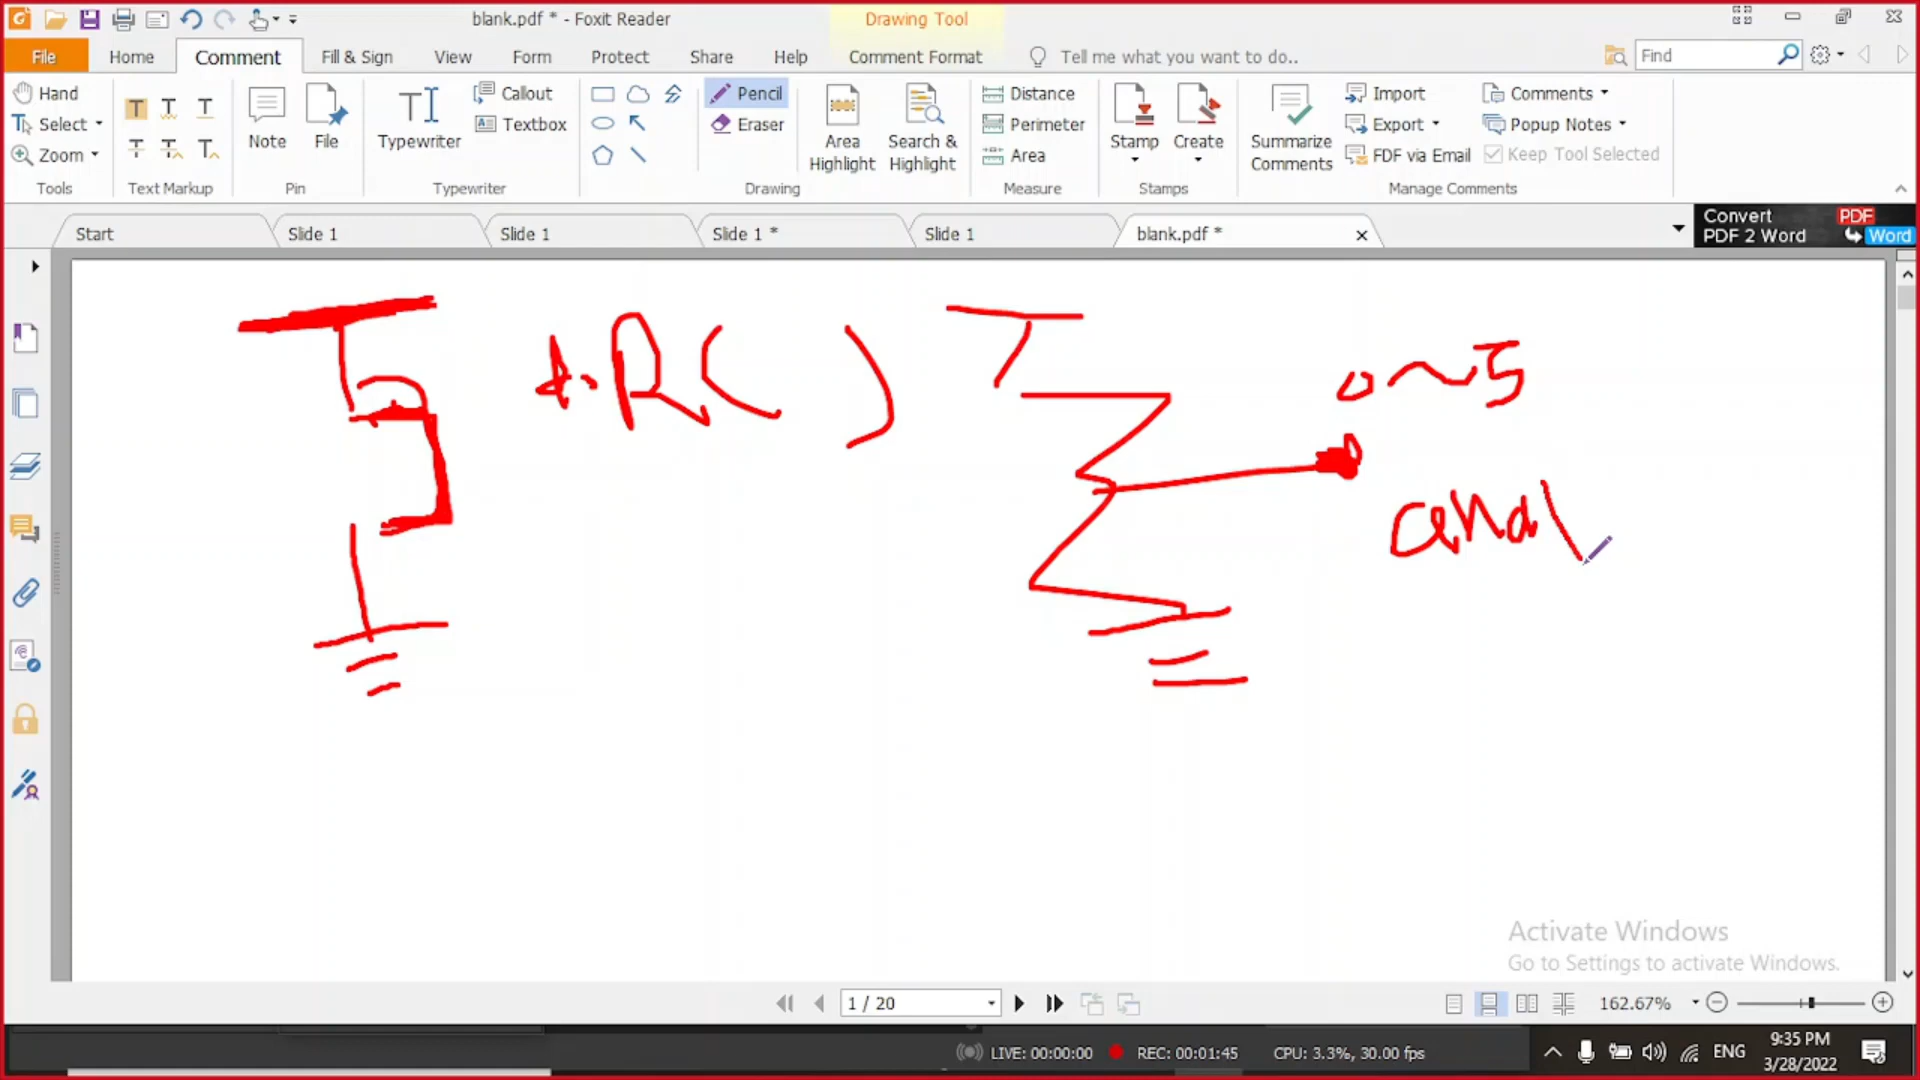 blank.pdf * - Foxit Reader
Drawing Tool
File
Home
Comment
Fill & Sign
View
Form
Protect
Share
Help
Comment Format
Tell me what you want to do..
Find
Hand
Select
Zoom
Tools
Text Markup
Note
File
Pin
Typewriter
Callout
Textbox
Typewriter
Pencil
Eraser
Drawing
Area Highlight
Search & Highlight
Distance
Perimeter
Area
Measure
Stamp
Create
Stamps
Summarize Comments
Import
Export
FDF via Email
Comments
Popup Notes
Keep Tool Selected
Manage Comments
Start
Slide 1
Slide 1
Slide 1 *
Slide 1
blank.pdf *
Convert PDF
PDF 2 Word Word
R( )
0~5
anal
Activate Windows
Go to Settings to activate Windows.
1 / 20
162.67%
LIVE: 00:00:00
REC: 00:01:45
CPU: 3.3%, 30.00 fps
ENG
9:35 PM
3/28/2022